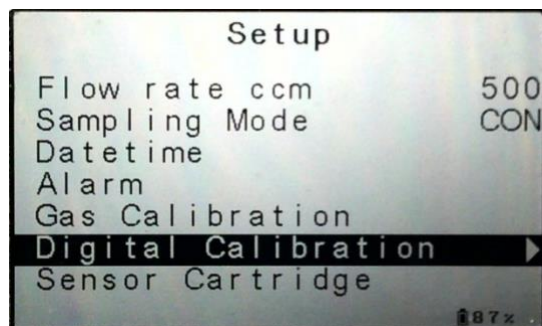 Setup
Flow rate ccm 500
Sampling Mode CON
Datetime
Alarm
Gas Calibration
Digital Calibration
Sensor Cartridge
87%